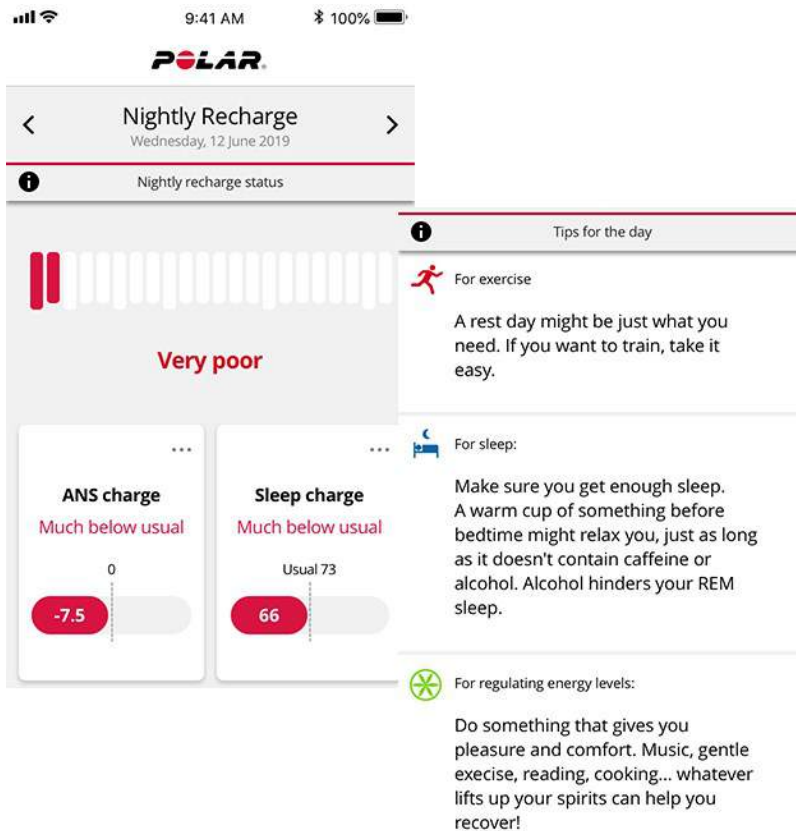 9:41 AM
100%
POLAR
Nightly Recharge
Wednesday, 12 June 2019
Nightly recharge status
Very poor
ANS charge
Much below usual
0
-7.5
Sleep charge
Much below usual
Usual 73
66
Tips for the day
For exercise
A rest day might be just what you
need. If you want to train, take it
easy.
For sleep:
Make sure you get enough sleep.
A warm cup of something before
bedtime might relax you, just as long
as it doesn't contain caffeine or
alcohol. Alcohol hinders your REM
sleep.
For regulating energy levels:
Do something that gives you
pleasure and comfort. Music, gentle
execise, reading, cooking... whatever
lifts up your spirits can help you
recover!